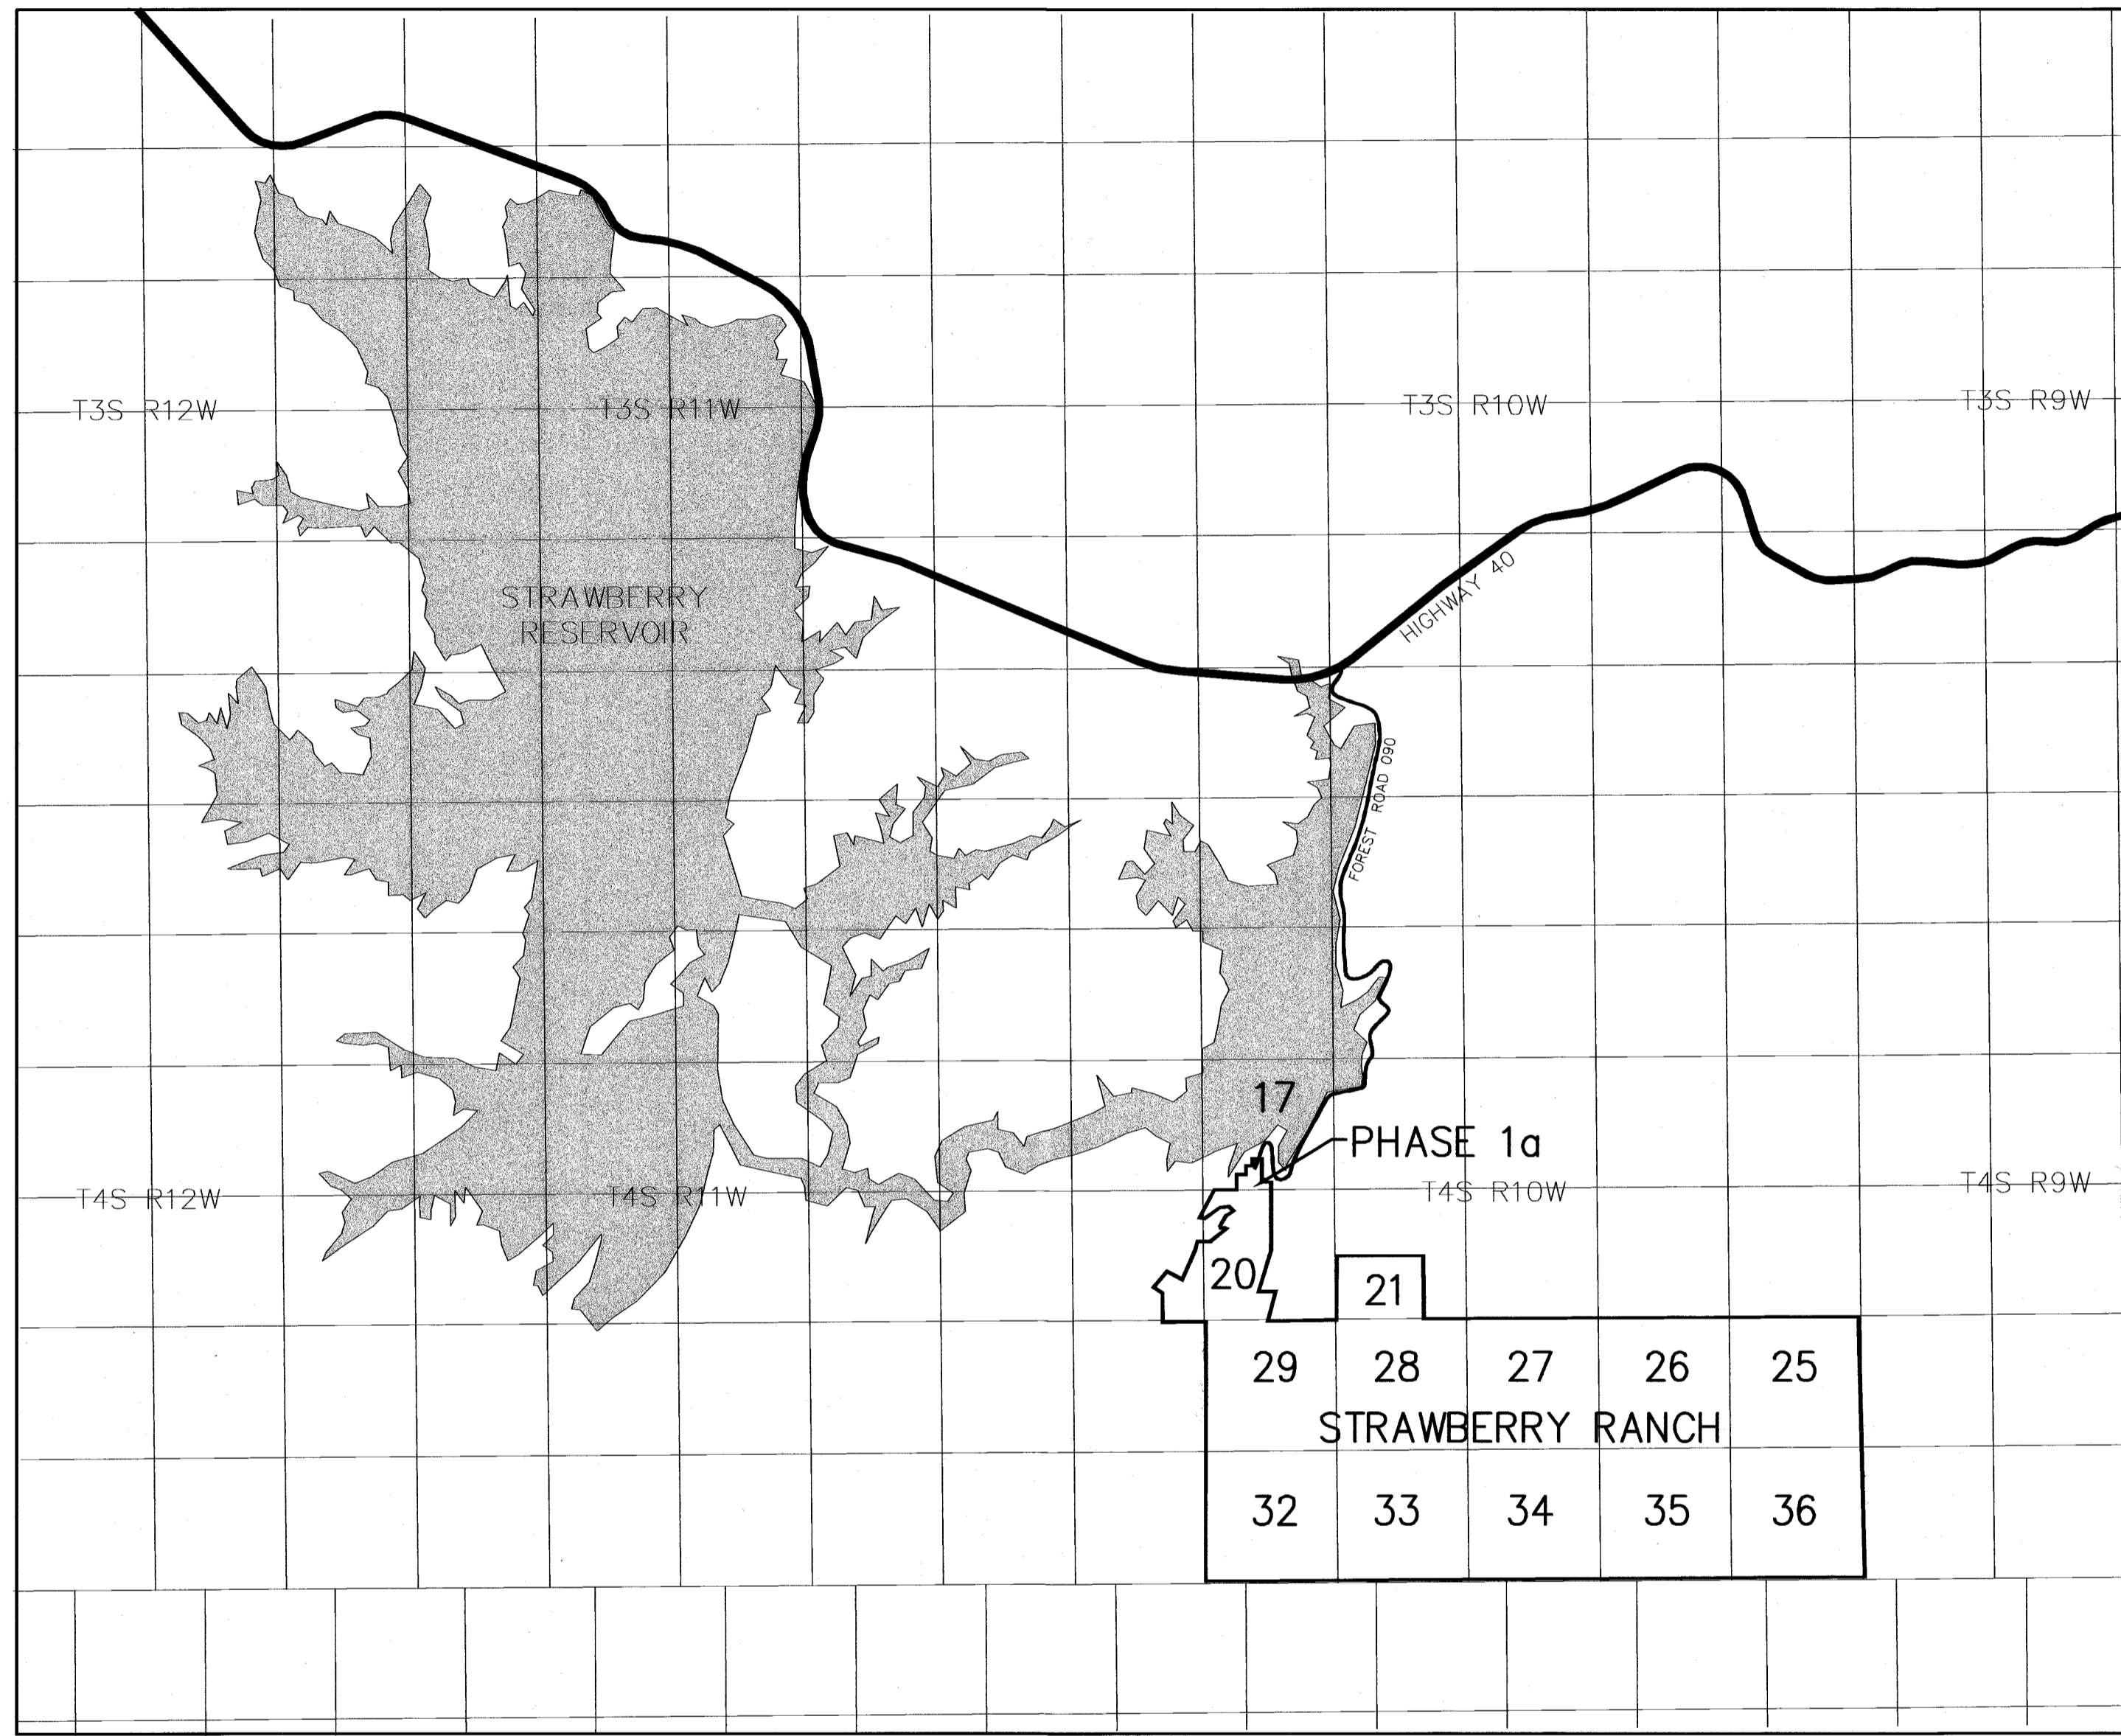 T3S R12W
T3S R11W
T3S R10W
T3S R9W
STRAWBERRY
RESERVOIR
HIGHWAY 40
FOREST ROAD 090
17
PHASE 1a
T4S R12W
T4S R11W
T4S R10W
T4S R9W
20
21
29 28 27 26 25
STRAWBERRY RANCH
32 33 34 35 36